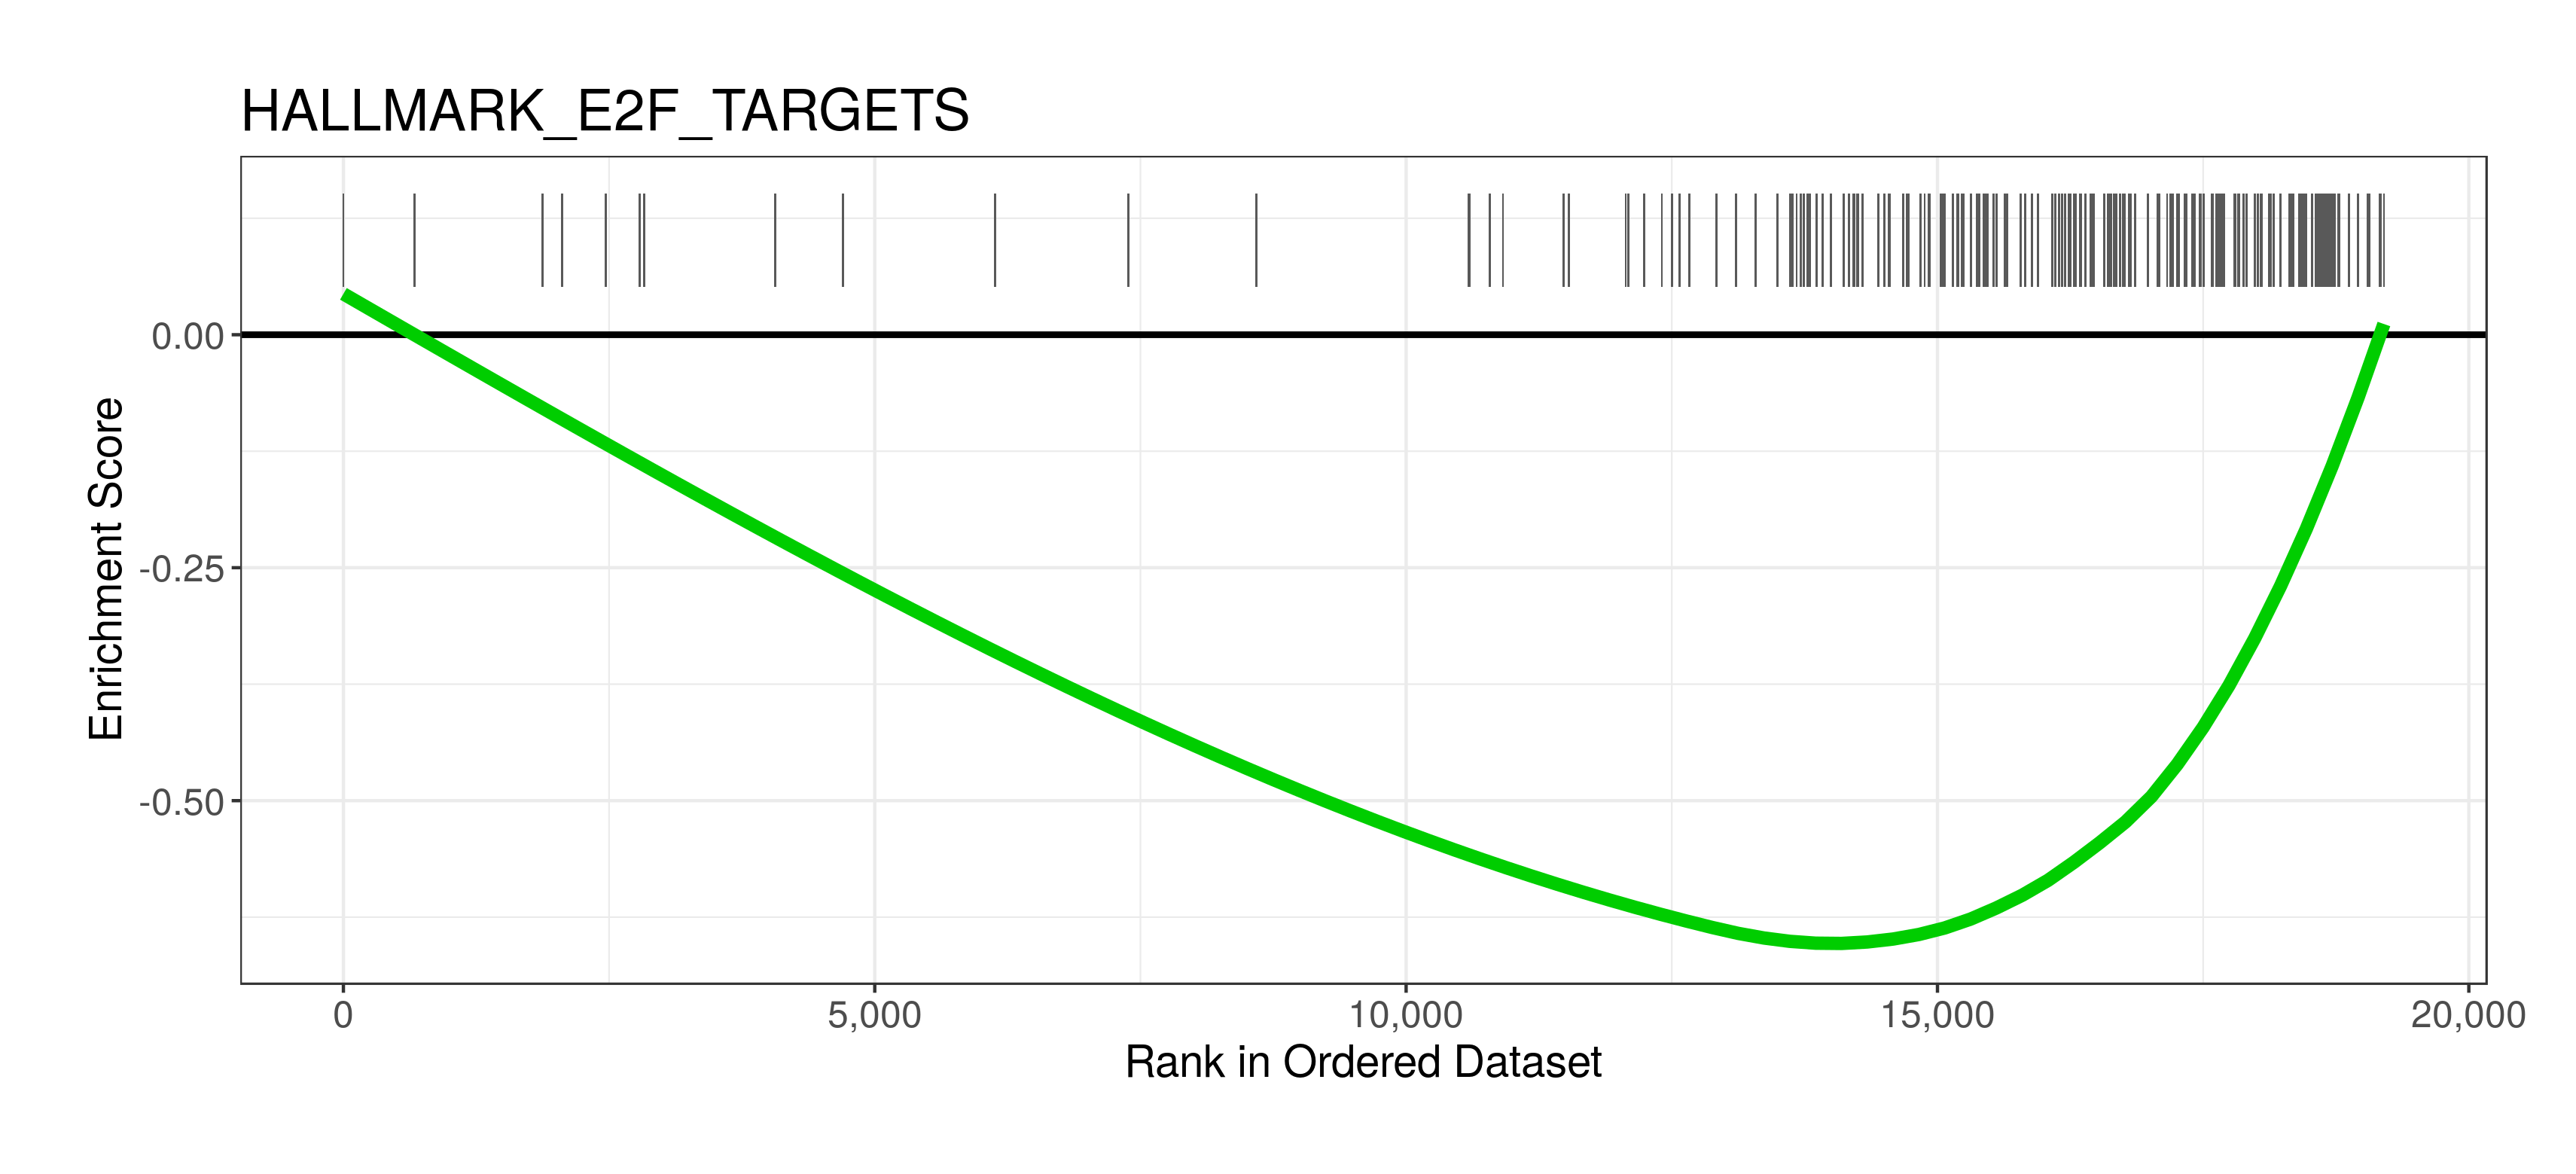 HALLMARK_E2F_TARGETS
0.00
-0.25
-0.50
Enrichment Score
0 5,000 10,000 15,000 20,000
Rank in Ordered Dataset